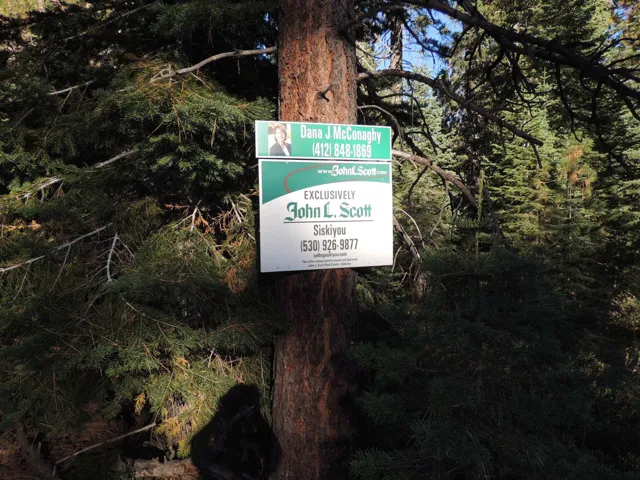 Dana J McConaghy
(412) 848-1869
www.JohnLScott.com
EXCLUSIVELY
John L. Scott
Siskiyou
(530) 926-9877